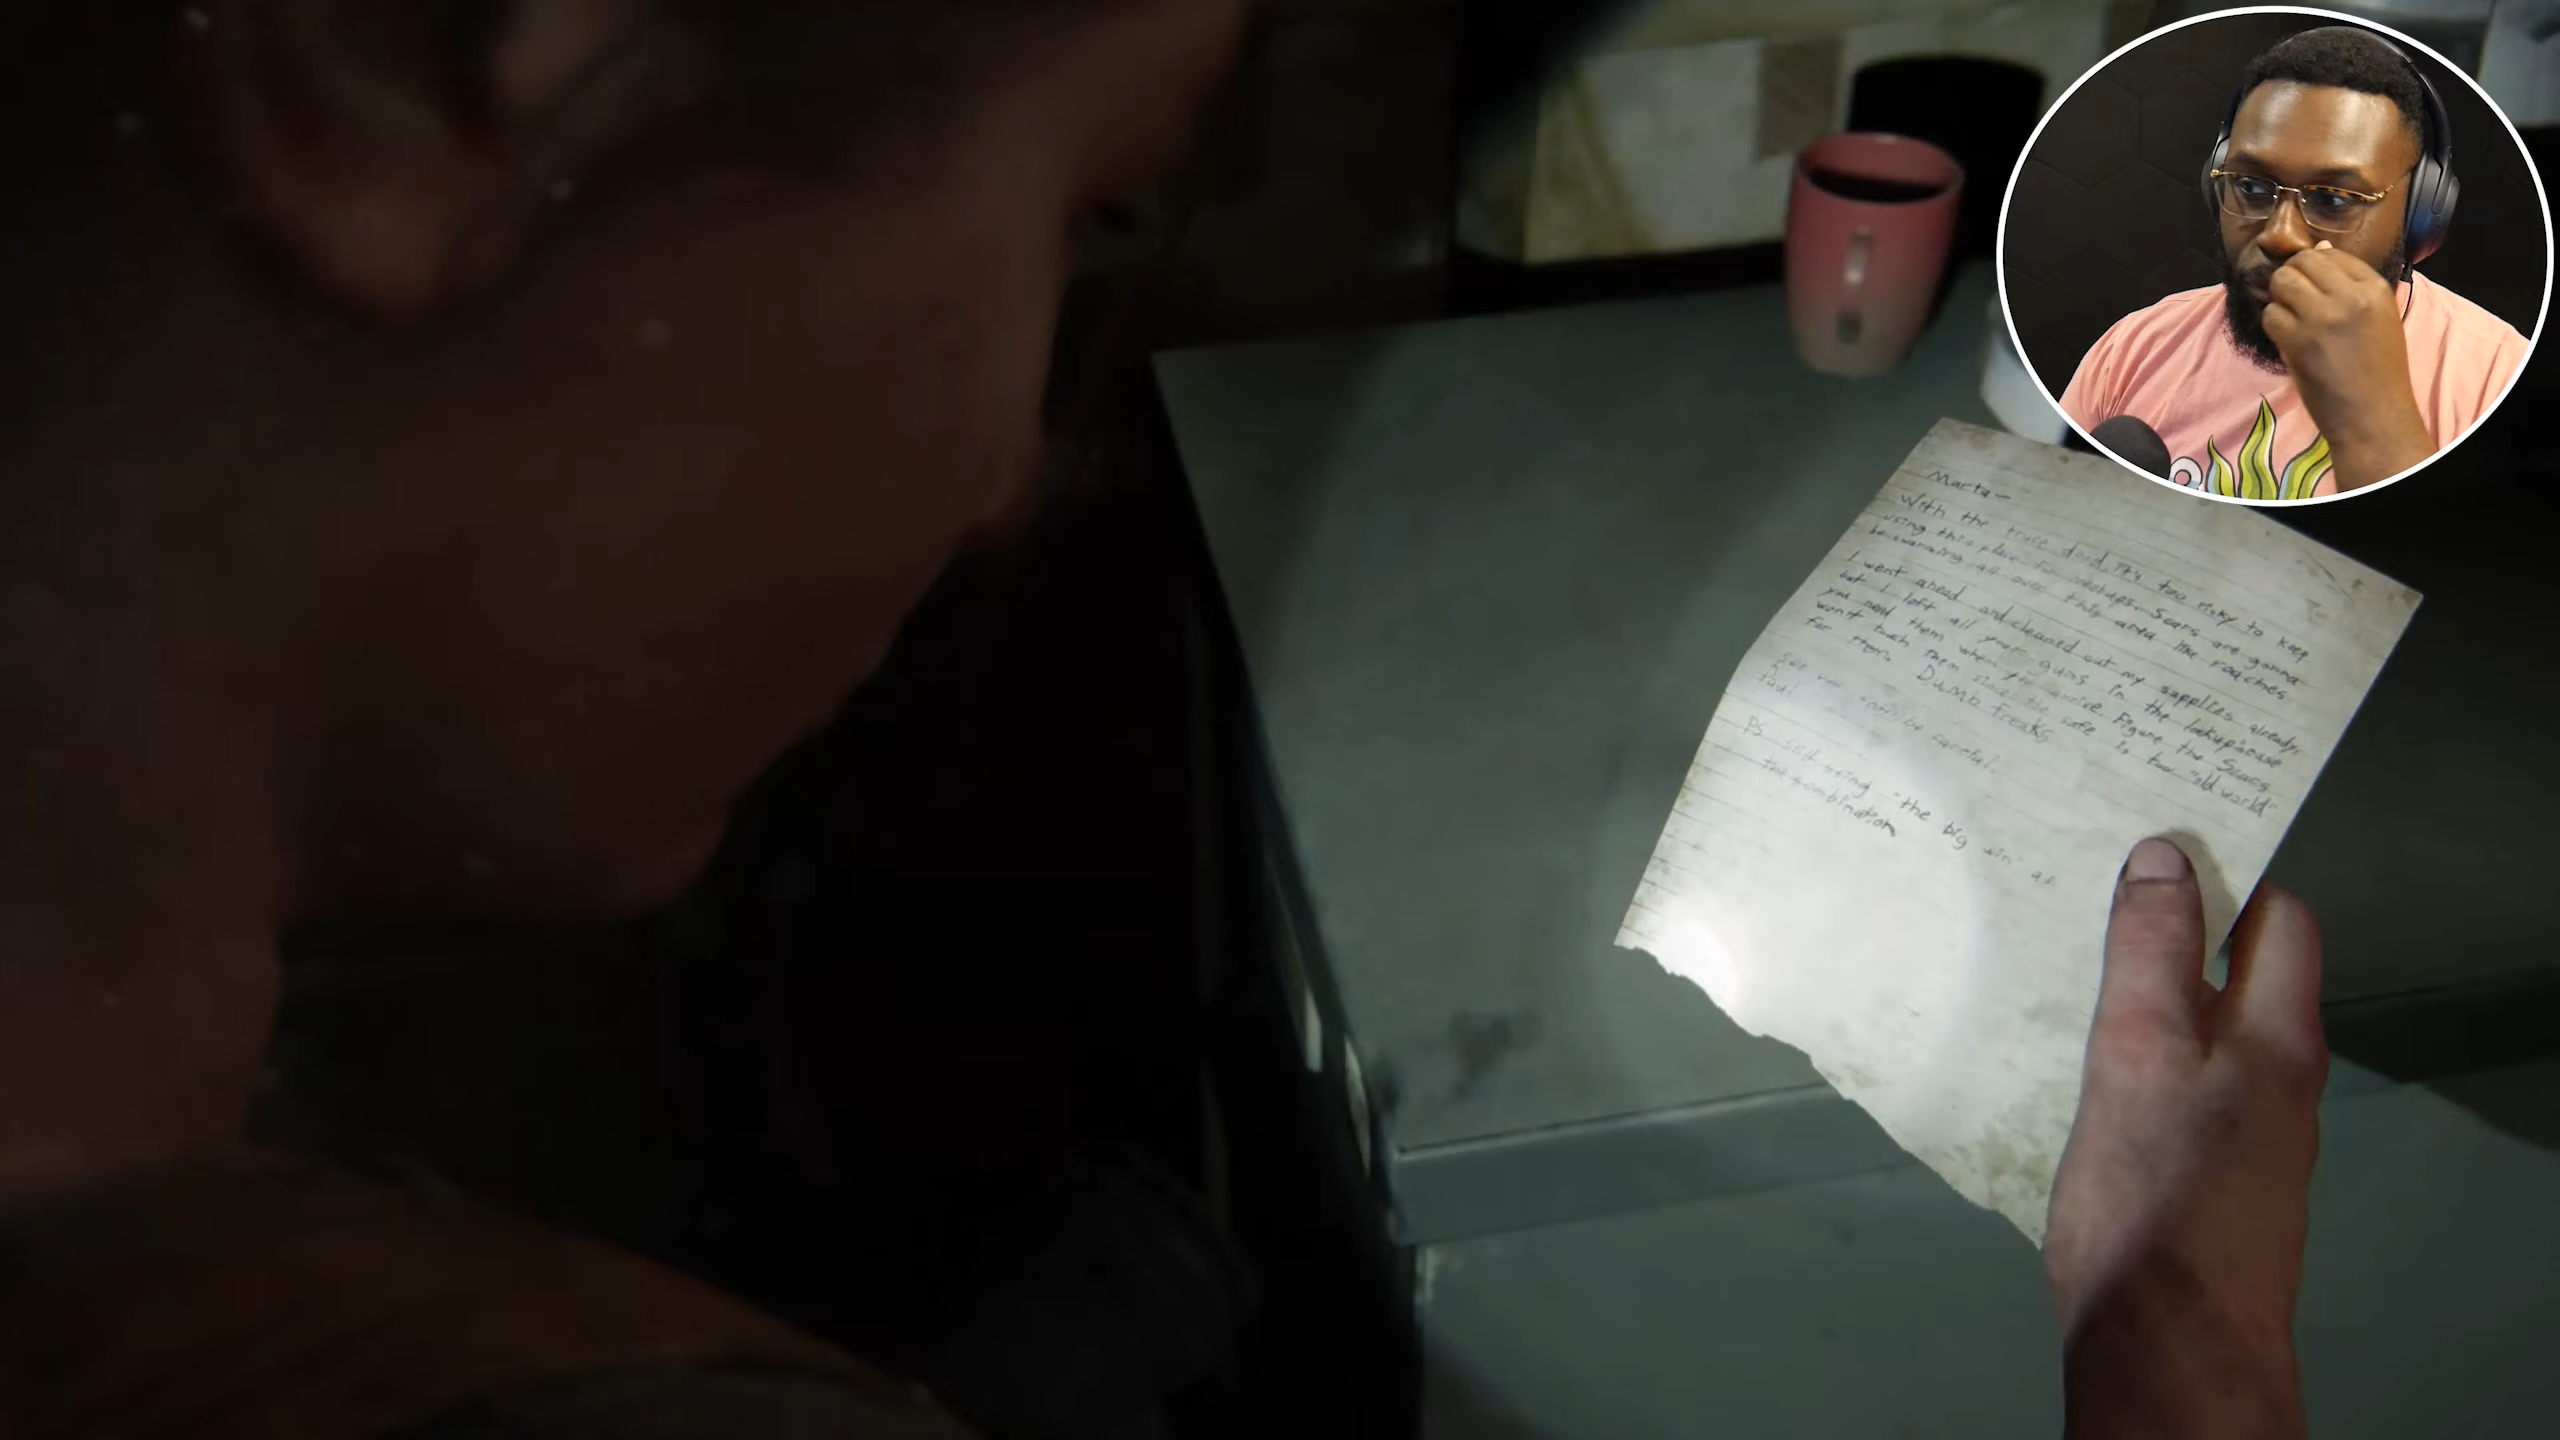 Marta-
With the truce dead, it's too risky to keep
using this place for meetups. Scars are gonna
be swarming all over this area like roaches
I went ahead and cleaned out my supplies already,
but I left all your guns in the lockup in case
you need them when you arrive. Figure the Scars
won't touch them since the safe is too "old world"
for them. Dumb freaks
See you soon, be careful.
Paul
PS still using "the big win" as
the combination